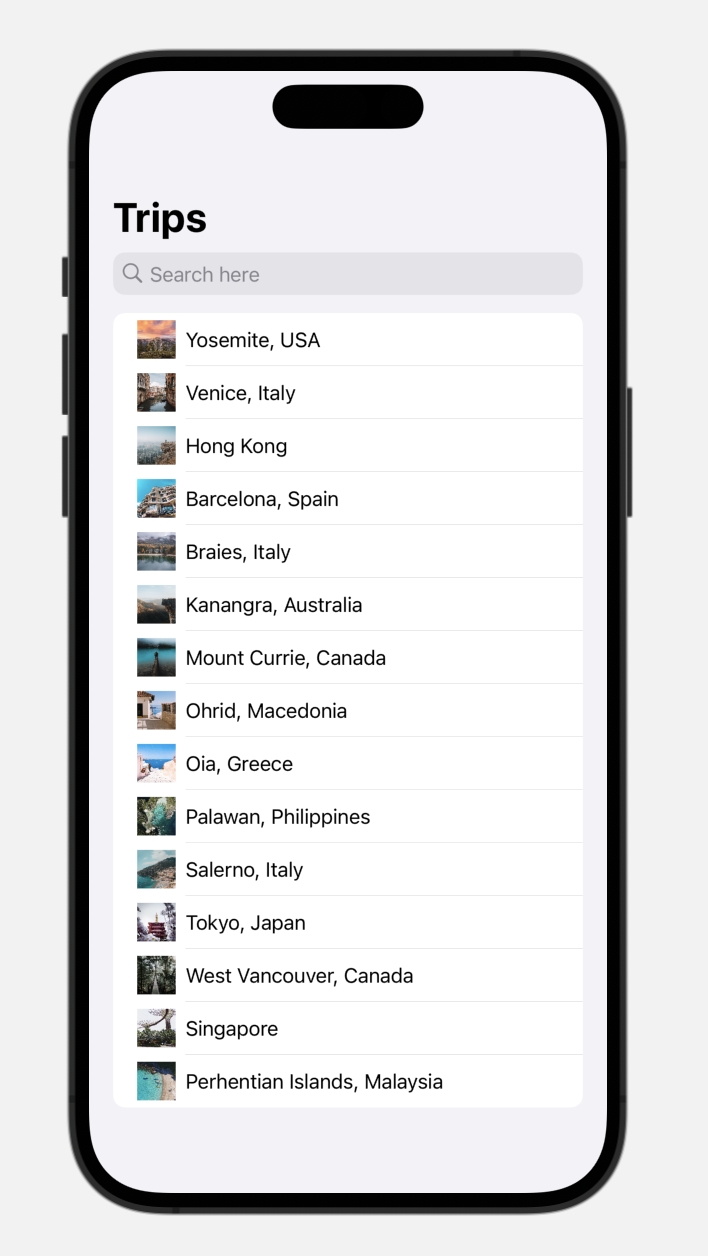 Trips
Search here
Yosemite, USA
Venice, Italy
Hong Kong
Barcelona, Spain
Braies, Italy
Kanangra, Australia
Mount Currie, Canada
Ohrid, Macedonia
Oia, Greece
Palawan, Philippines
Salerno, Italy
Tokyo, Japan
West Vancouver, Canada
Singapore
Perhentian Islands, Malaysia